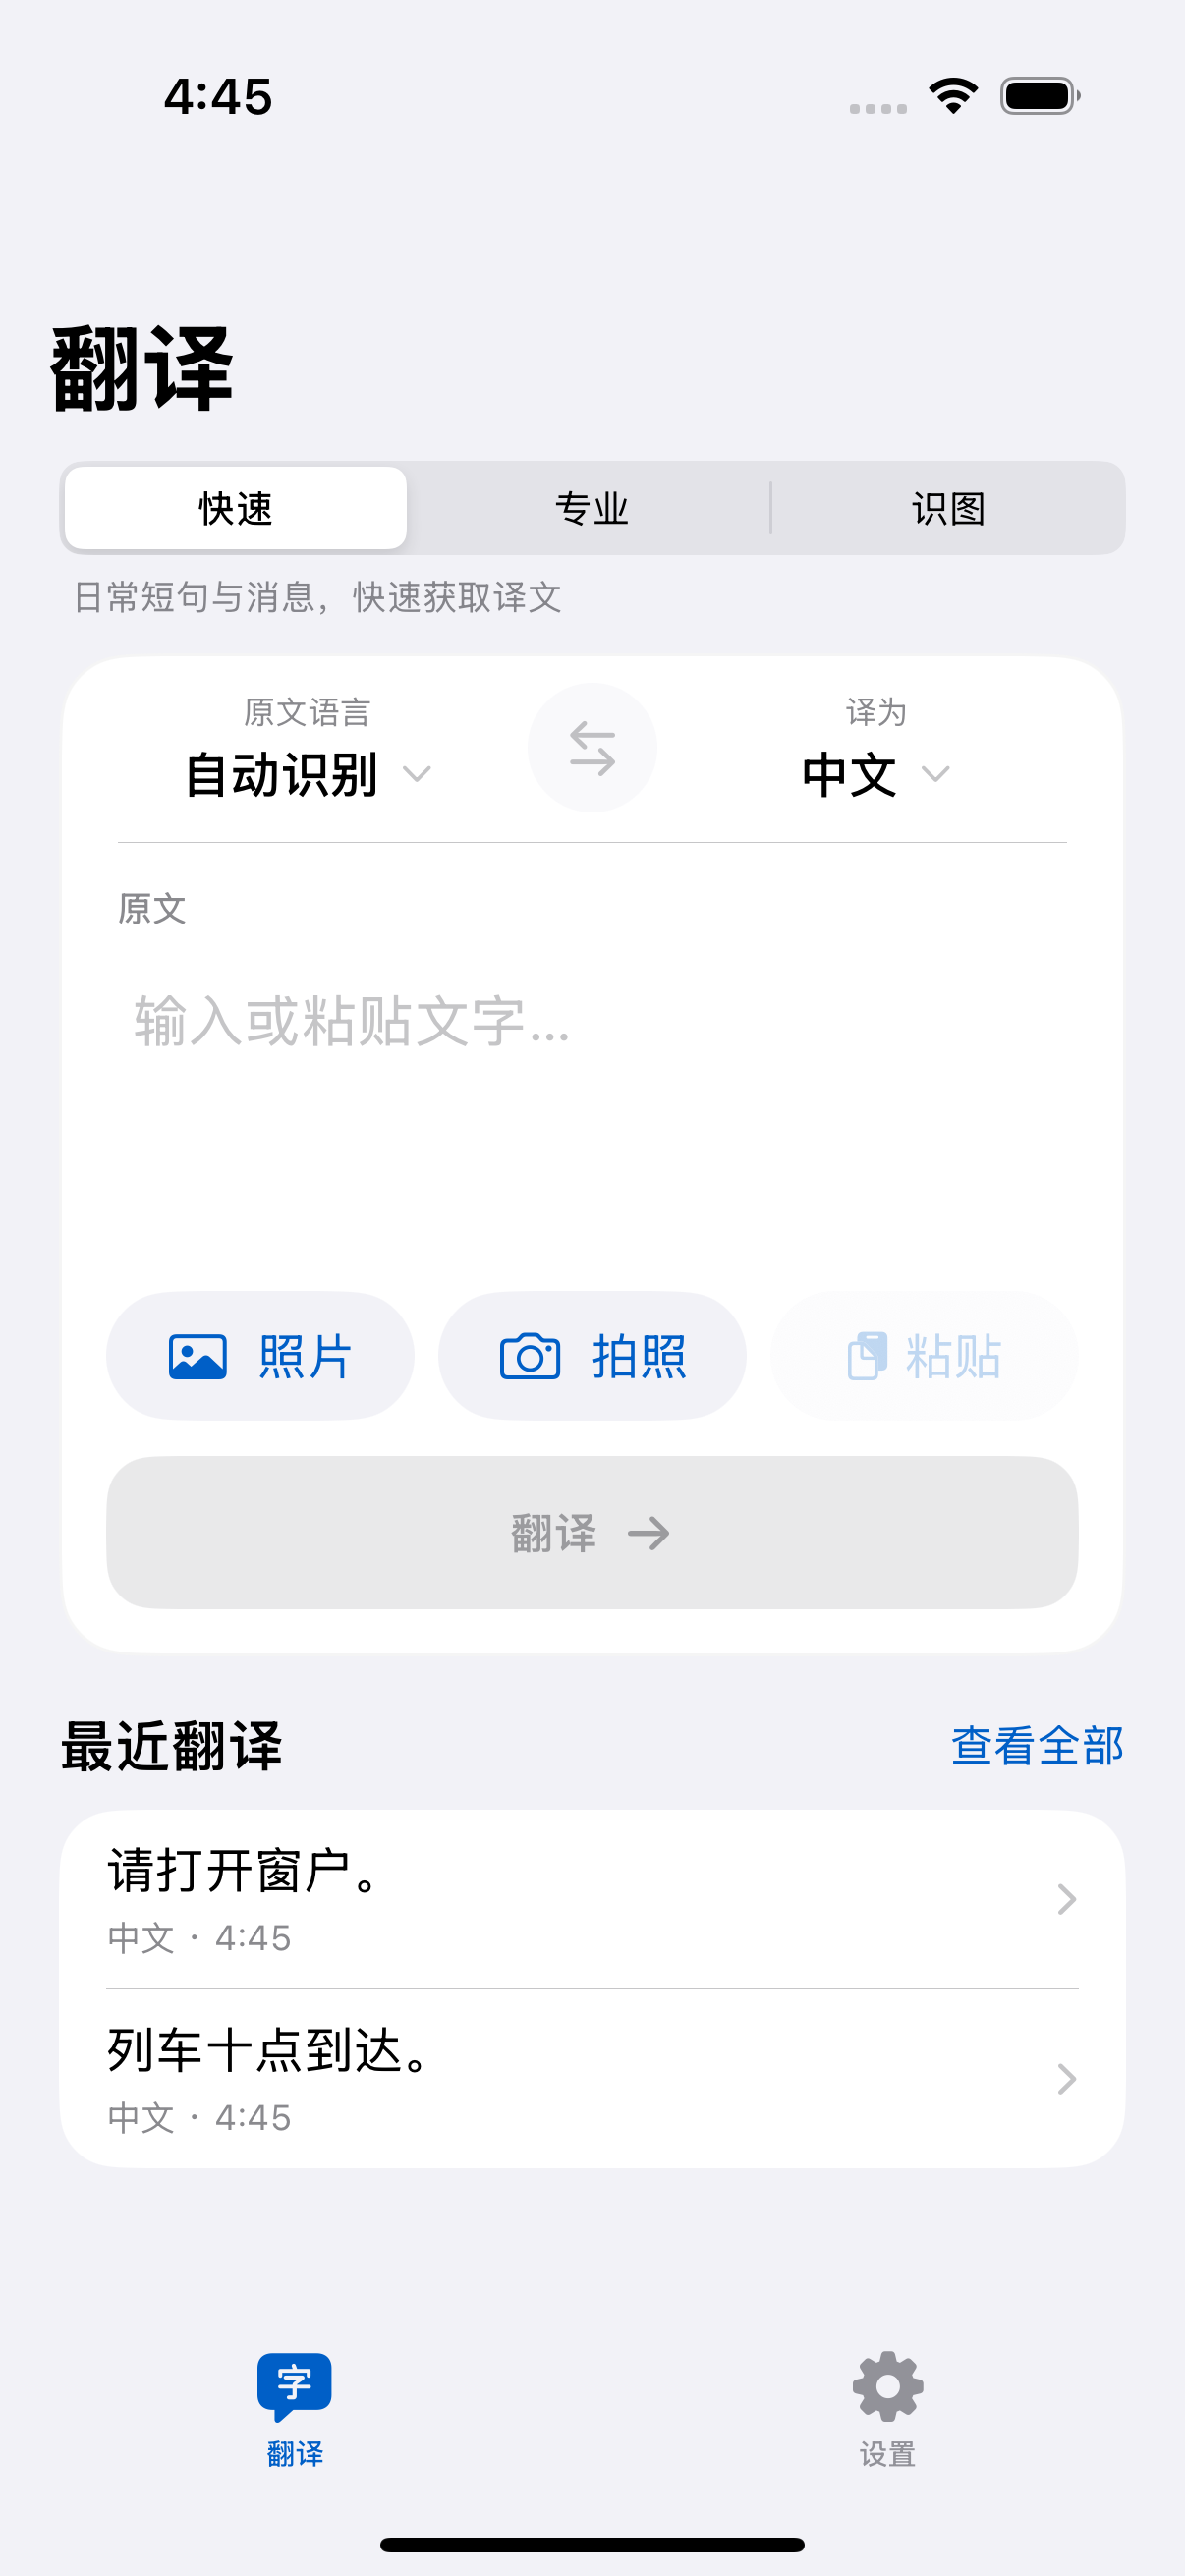 4:45
翻译
快速
专业
识图
日常短句与消息，快速获取译文
原文语言
译为
自动识别
中文
原文
输入或粘贴文字...
照片
拍照
粘贴
翻译
最近翻译
查看全部
请打开窗户。
中文 · 4:45
列车十点到达。
中文 · 4:45
字
翻译
设置